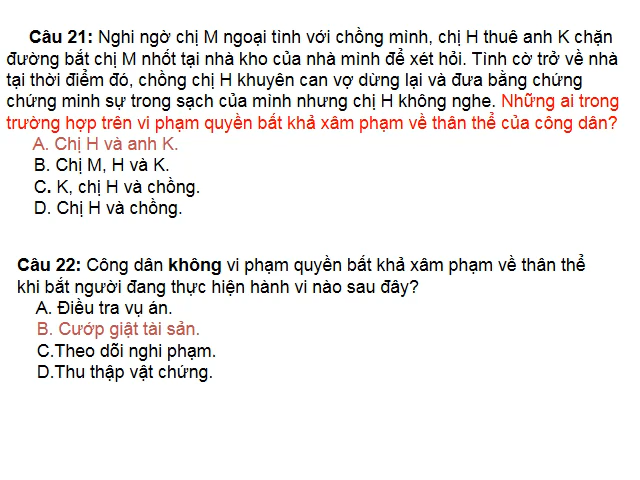 Câu 21: Nghi ngờ chị M ngoại tình với chồng mình, chị H thuê anh K chặn
đường bắt chị M nhốt tại nhà kho của nhà mình để xét hỏi. Tình cờ trở về nhà
tại thời điểm đó, chồng chị H khuyên can vợ dừng lại và đưa bằng chứng
chứng minh sự trong sạch của mình nhưng chị H không nghe. Những ai trong
trường hợp trên vi phạm quyền bất khả xâm phạm về thân thể của công dân?
A. Chị H và anh K.
B. Chị M, H và K.
C. K, chị H và chồng.
D. Chị H và chồng.
Câu 22: Công dân không vi phạm quyền bất khả xâm phạm về thân thể
khi bắt người đang thực hiện hành vi nào sau đây?
A. Điều tra vụ án.
B. Cướp giật tài sản.
C.Theo dõi nghi phạm.
D.Thu thập vật chứng.